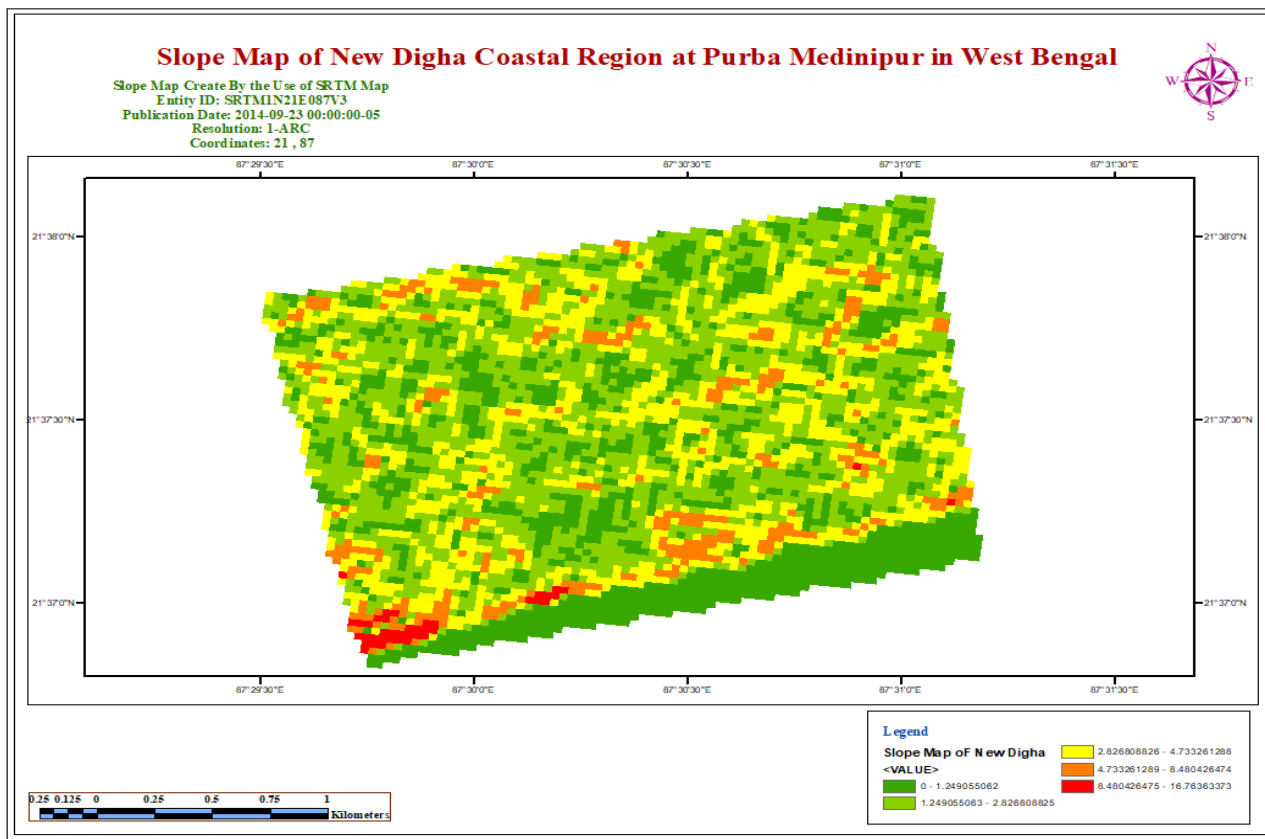 Slope Map of New Digha Coastal Region at Purba Medinipur in West Bengal
Slope Map Create By the Use of SRTM Map
Entity ID: SRTM1N21E087V3
Publication Date: 2014-09-23 00:00:00-05
Resolution: 1-ARC
Coordinates: 21 , 87
N
W E
S
87°29'30"E 87°30'0"E 87°30'30"E 87°31'0"E 87°31'30"E
21°38'0"N 21°38'0"N
21°37'30"N 21°37'30"N
21°37'0"N 21°37'0"N
87°29'30"E 87°30'0"E 87°30'30"E 87°31'0"E 87°31'30"E
Legend
Slope Map of New Digha
<VALUE>
0 - 1.249055062
1.249055063 - 2.826808825
2.826808826 - 4.733261288
4.733261289 - 8.480426474
8.480426475 - 16.76363373
0.25 0.125 0 0.25 0.5 0.75 1
Kilometers